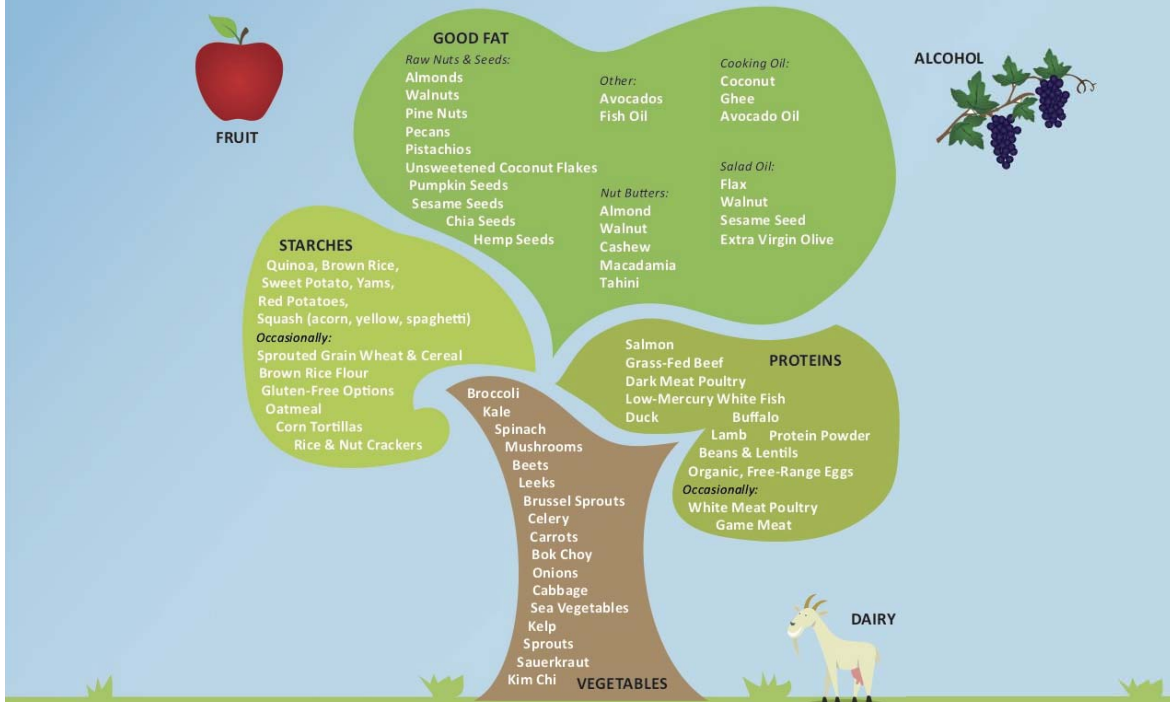 FRUIT
GOOD FAT
Raw Nuts & Seeds:
Almonds
Walnuts
Pine Nuts
Pecans
Pistachios
Unsweetened Coconut Flakes
Pumpkin Seeds
Sesame Seeds
Chia Seeds
Hemp Seeds
Other:
Avocados
Fish Oil
Nut Butters:
Almond
Walnut
Cashew
Macadamia
Tahini
Cooking Oil:
Coconut
Ghee
Avocado Oil
Salad Oil:
Flax
Walnut
Sesame Seed
Extra Virgin Olive
ALCOHOL
STARCHES
Quinoa, Brown Rice,
Sweet Potato, Yams,
Red Potatoes,
Squash (acorn, yellow, spaghetti)
Occasionally:
Sprouted Grain Wheat & Cereal
Brown Rice Flour
Gluten-Free Options
Oatmeal
Corn Tortillas
Rice & Nut Crackers
PROTEINS
Salmon
Grass-Fed Beef
Dark Meat Poultry
Low-Mercury White Fish
Duck Buffalo
Lamb Protein Powder
Beans & Lentils
Organic, Free-Range Eggs
Occasionally:
White Meat Poultry
Game Meat
Broccoli
Kale
Spinach
Mushrooms
Beets
Leeks
Brussel Sprouts
Celery
Carrots
Bok Choy
Onions
Cabbage
Sea Vegetables
Kelp
Sprouts
Sauerkraut
Kim Chi
VEGETABLES
DAIRY